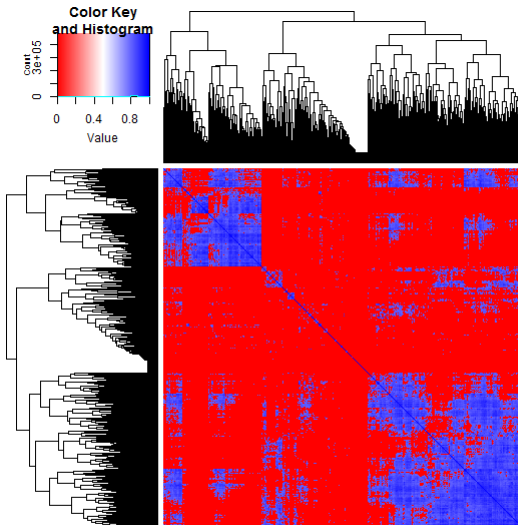 Color Key
and Histogram
Count
0 3e+05
0 0.4 0.8
Value